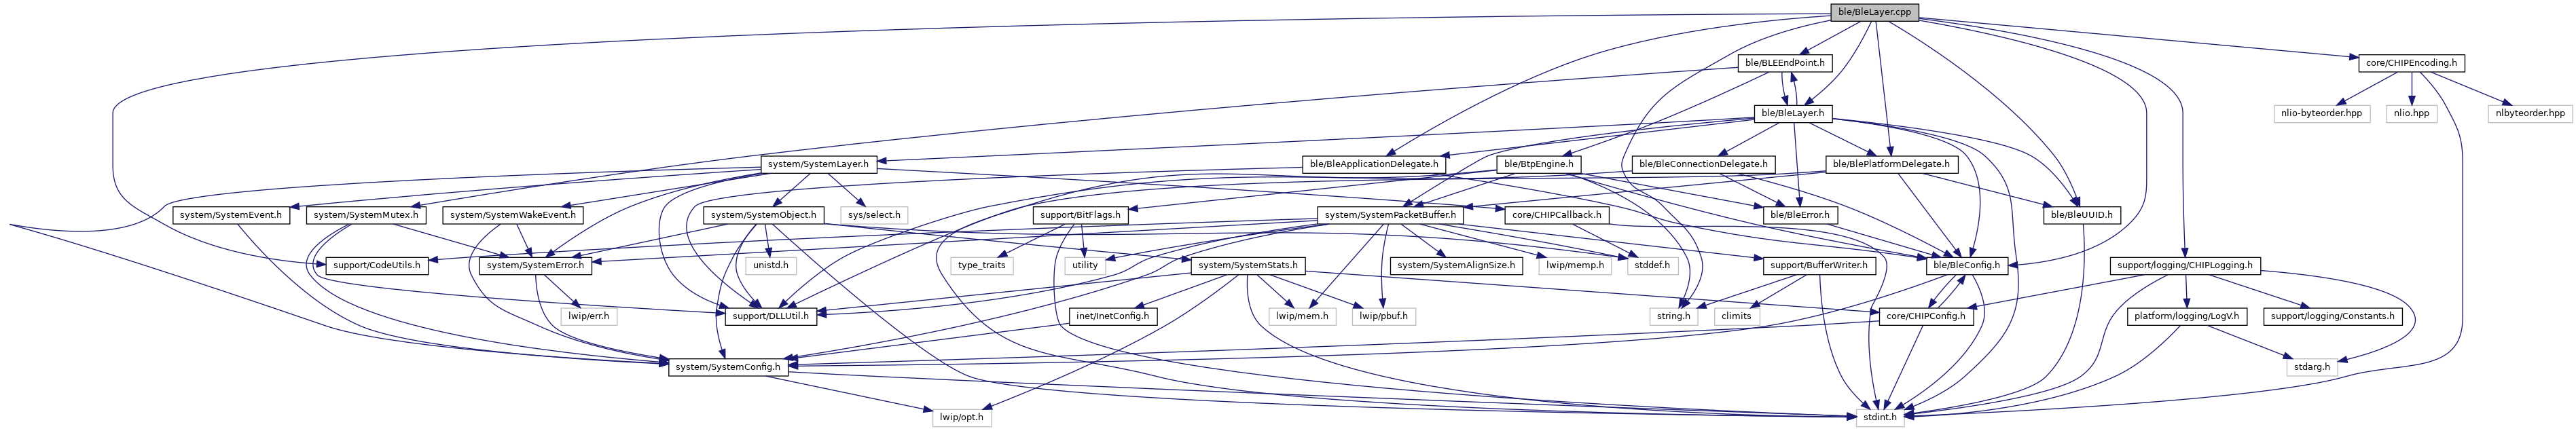 ble/BleLayer.cpp
ble/BLEEndPoint.h
core/CHIPEncoding.h
ble/BleLayer.h
nlio-byteorder.hpp
nlio.hpp
nlbyteorder.hpp
system/SystemLayer.h
ble/BleApplicationDelegate.h
ble/BtpEngine.h
ble/BleConnectionDelegate.h
ble/BlePlatformDelegate.h
system/SystemEvent.h
system/SystemMutex.h
system/SystemWakeEvent.h
system/SystemObject.h
sys/select.h
support/BitFlags.h
system/SystemPacketBuffer.h
core/CHIPCallback.h
ble/BleError.h
ble/BleUUID.h
support/CodeUtils.h
system/SystemError.h
unistd.h
type_traits
utility
system/SystemStats.h
system/SystemAlignSize.h
lwip/memp.h
stddef.h
support/BufferWriter.h
ble/BleConfig.h
support/logging/CHIPLogging.h
lwip/err.h
support/DLLUtil.h
inet/InetConfig.h
lwip/mem.h
lwip/pbuf.h
string.h
climits
core/CHIPConfig.h
platform/logging/LogV.h
support/logging/Constants.h
system/SystemConfig.h
stdarg.h
lwip/opt.h
stdint.h